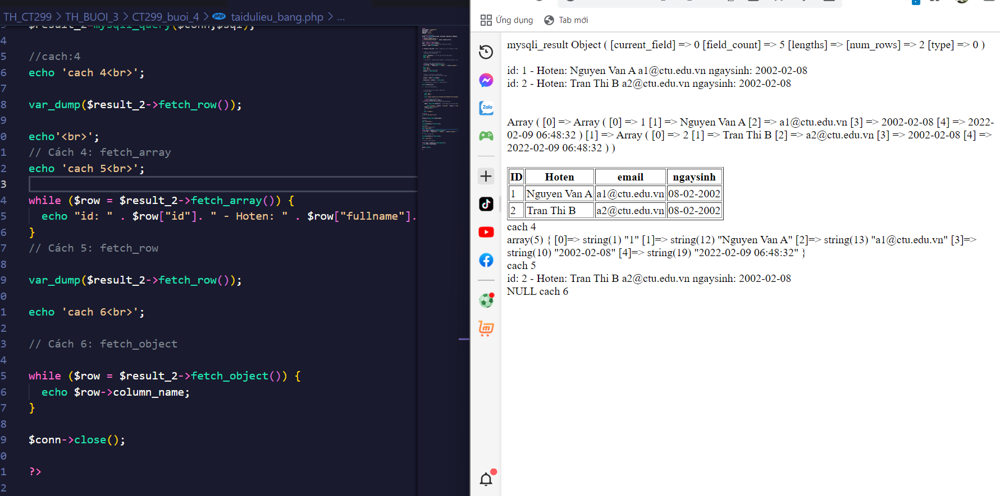 TH_CT299 > TH_BUOI_3 > CT299_buoi_4 > php taidulieu_bang.php > ...
$result_2=mysqli_query($conn,$sql);
4
5 //cach:4
6 echo 'cach 4<br>';
7
8 var_dump($result_2->fetch_row());
9
0 echo'<br>';
1 // Cách 4: fetch_array
2 echo 'cach 5<br>';
3
4 while ($row = $result_2->fetch_array()) {
5 echo "id: " . $row["id"]. " - Hoten: " . $row["fullname"].
6 }
7 // Cách 5: fetch_row
8
9 var_dump($result_2->fetch_row());
0
1 echo 'cach 6<br>';
2
3 // Cách 6: fetch_object
4
5 while ($row = $result_2->fetch_object()) {
6 echo $row->column_name;
7 }
8
9 $conn->close();
0
1 ?>
2
Ứng dụng Tab mới
Zalo
mysqli_result Object ( [current_field] => 0 [field_count] => 5 [lengths] => [num_rows] => 2 [type] => 0 )
id: 1 - Hoten: Nguyen Van A a1@ctu.edu.vn ngaysinh: 2002-02-08
id: 2 - Hoten: Tran Thi B a2@ctu.edu.vn ngaysinh: 2002-02-08
Array ( [0] => Array ( [0] => 1 [1] => Nguyen Van A [2] => a1@ctu.edu.vn [3] => 2002-02-08 [4] => 2022-
02-09 06:48:32 ) [1] => Array ( [0] => 2 [1] => Tran Thi B [2] => a2@ctu.edu.vn [3] => 2002-02-08 [4] =>
2022-02-09 06:48:32 ) )
ID Hoten email ngaysinh
1 Nguyen Van A a1@ctu.edu.vn 08-02-2002
2 Tran Thi B a2@ctu.edu.vn 08-02-2002
cach 4
array(5) { [0]=> string(1) "1" [1]=> string(12) "Nguyen Van A" [2]=> string(13) "a1@ctu.edu.vn" [3]=>
string(10) "2002-02-08" [4]=> string(19) "2022-02-09 06:48:32" }
cach 5
id: 2 - Hoten: Tran Thi B a2@ctu.edu.vn ngaysinh: 2002-02-08
NULL cach 6